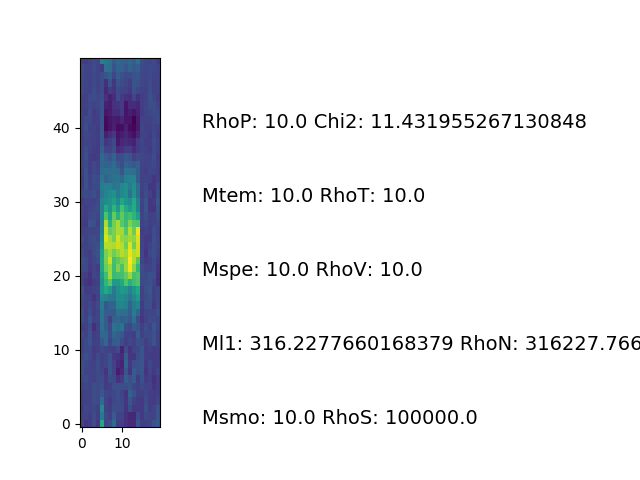 RhoP: 10.0 Chi2: 11.431955267130848
Mtem: 10.0 RhoT: 10.0
Mspe: 10.0 RhoV: 10.0
Ml1: 316.2277660168379 RhoN: 316227.766
Msmo: 10.0 RhoS: 100000.0
40
30
20
10
0
0 10